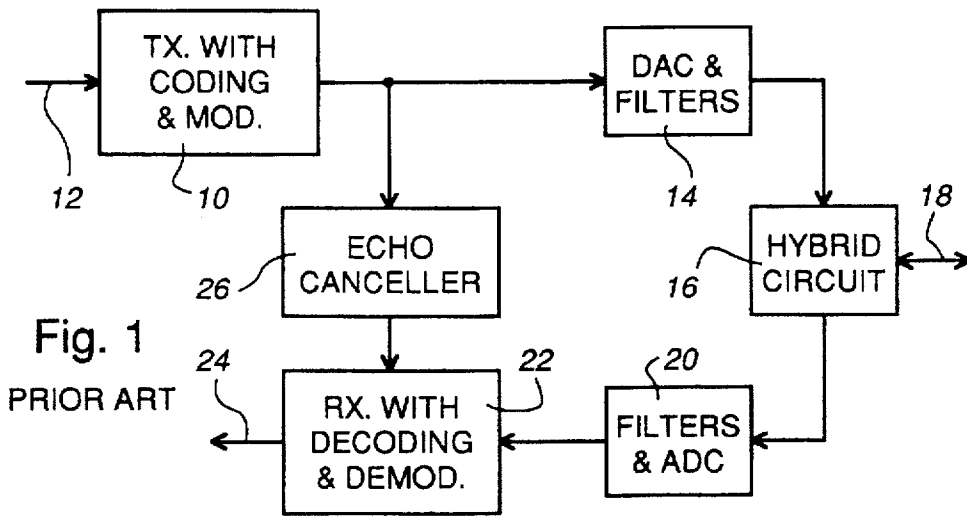 TX. WITH
CODING
& MOD.
10
12
DAC &
FILTERS
14
ECHO
CANCELLER
26
HYBRID
CIRCUIT
16
18
Fig. 1
PRIOR ART
24
RX. WITH
DECODING
& DEMOD.
22
20
FILTERS
& ADC